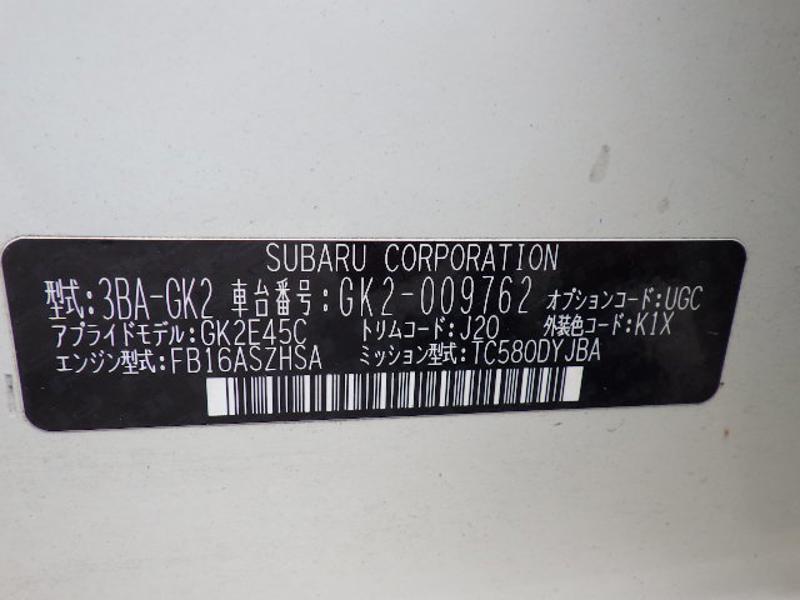 SUBARU CORPORATION
型式:3BA-GK2 車台番号:GK2-009762 オプションコード:UGC
アプライドモデル:GK2E45C トリムコード:J20 外装色コード:K1X
エンジン型式:FB16ASZHSA ミッション型式:TC580DYJBA